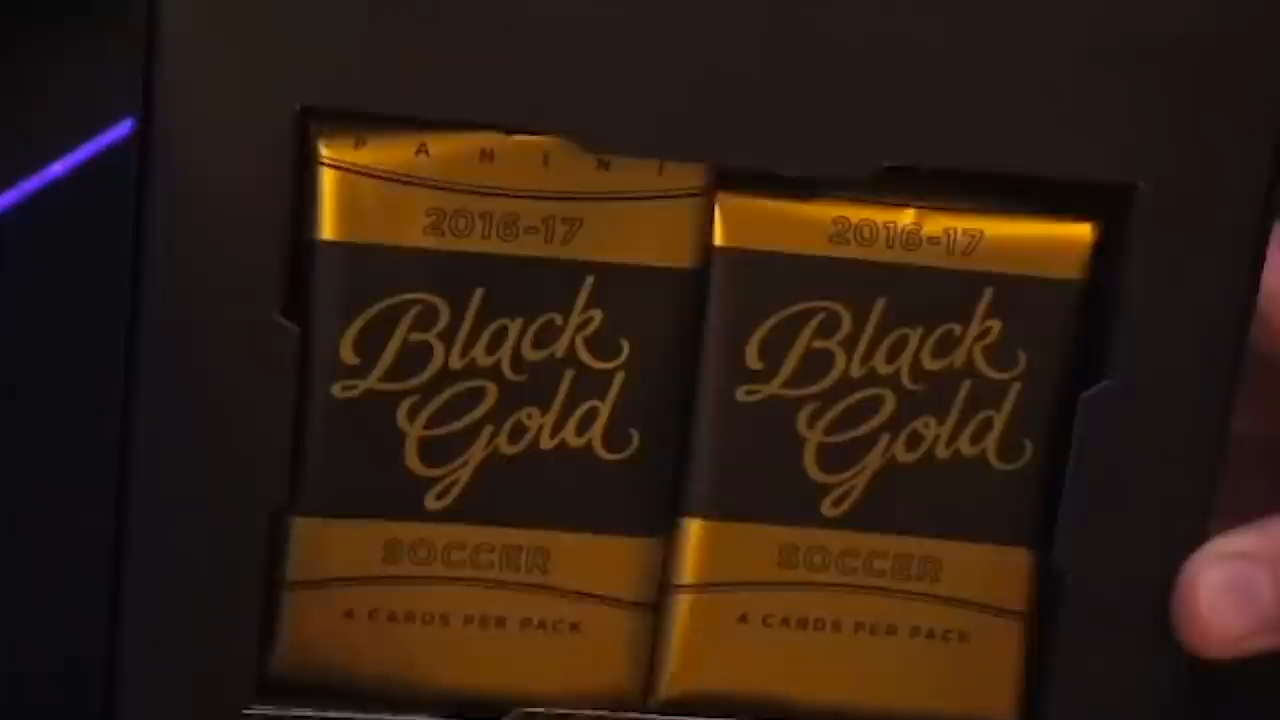 PANINI
2016-17
Black
Gold
SOCCER
4 CARDS PER PACK
2016-17
Black
Gold
SOCCER
4 CARDS PER PACK